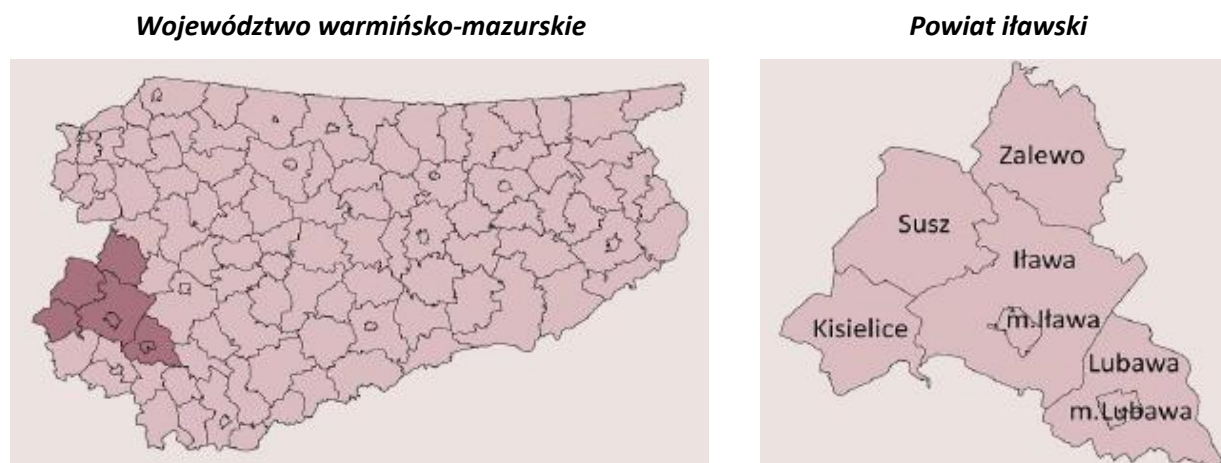 Województwo warmińsko-mazurskie
Powiat iławski
Zalewo
Susz
Iława
m.Iława
Kisielice
Lubawa
m.Lubawa